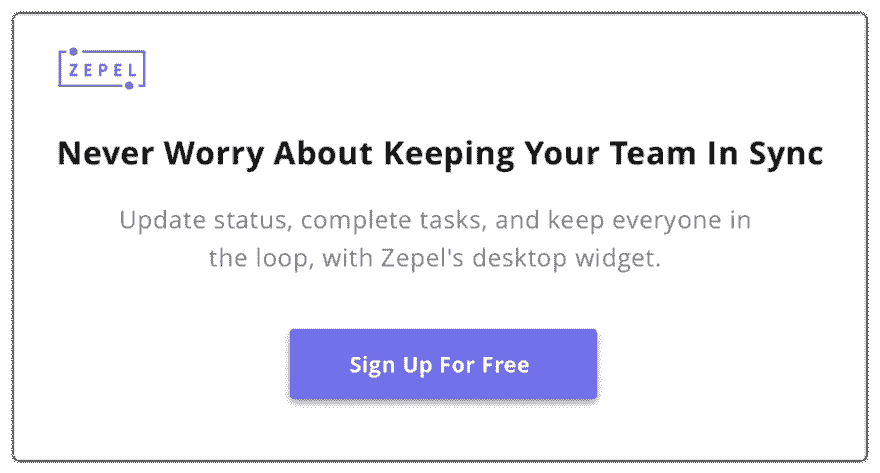 ZEPEL
Never Worry About Keeping Your Team In Sync
Update status, complete tasks, and keep everyone in
the loop, with Zepel's desktop widget.
Sign Up For Free